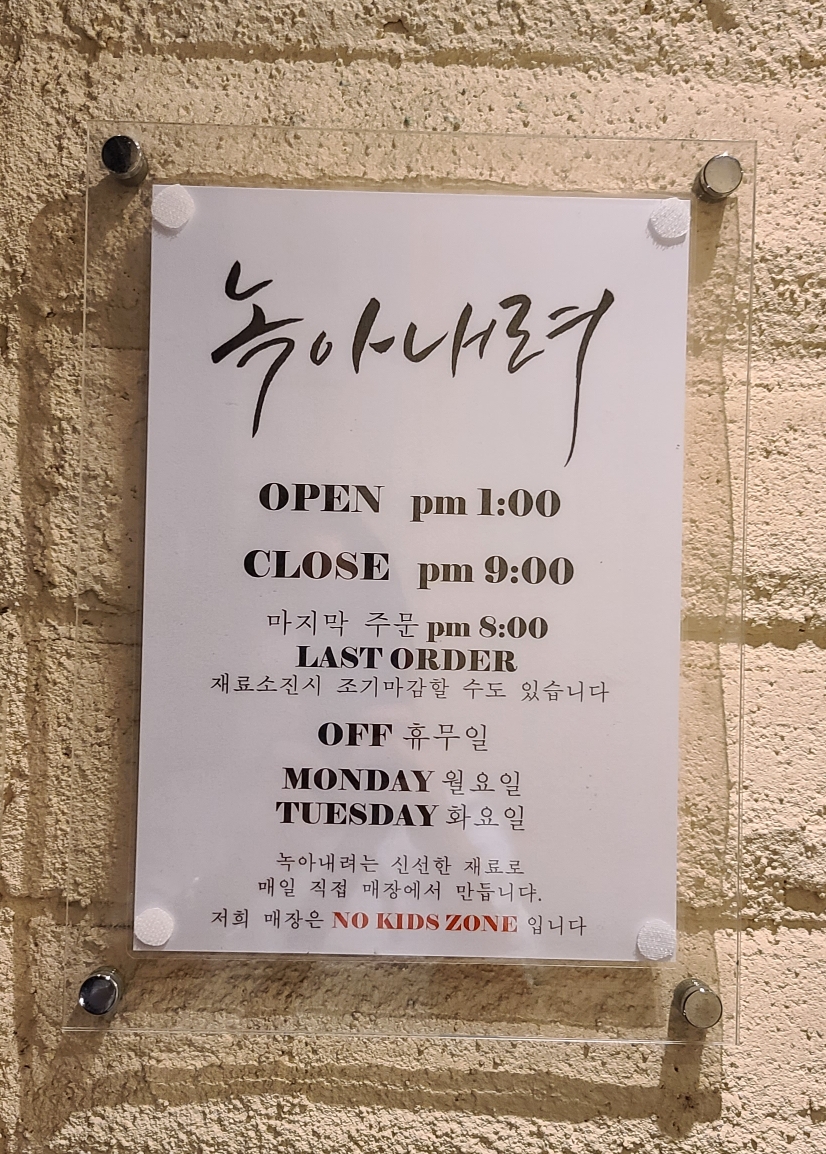 녹아내려
OPEN pm 1:00
CLOSE pm 9:00
마지막 주문 pm 8:00
LAST ORDER
재료소진시 조기마감할 수도 있습니다
OFF 휴무일
MONDAY 월요일
TUESDAY 화요일
녹아내려는 신선한 재료로
매일 직접 매장에서 만듭니다.
저희 매장은 NO KIDS ZONE 입니다